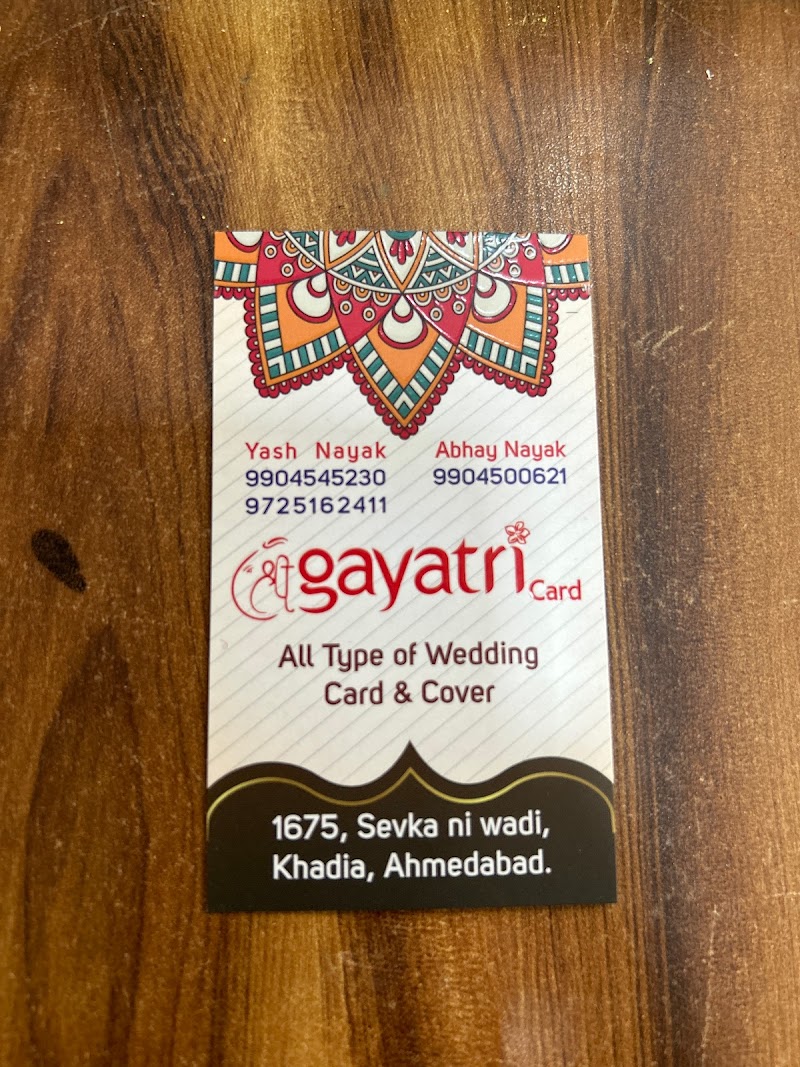 Yash Nayak
9904545230
9725162411
Abhay Nayak
9904500621
श्री gayatri Card
All Type of Wedding
Card & Cover
1675, Sevka ni wadi,
Khadia, Ahmedabad.